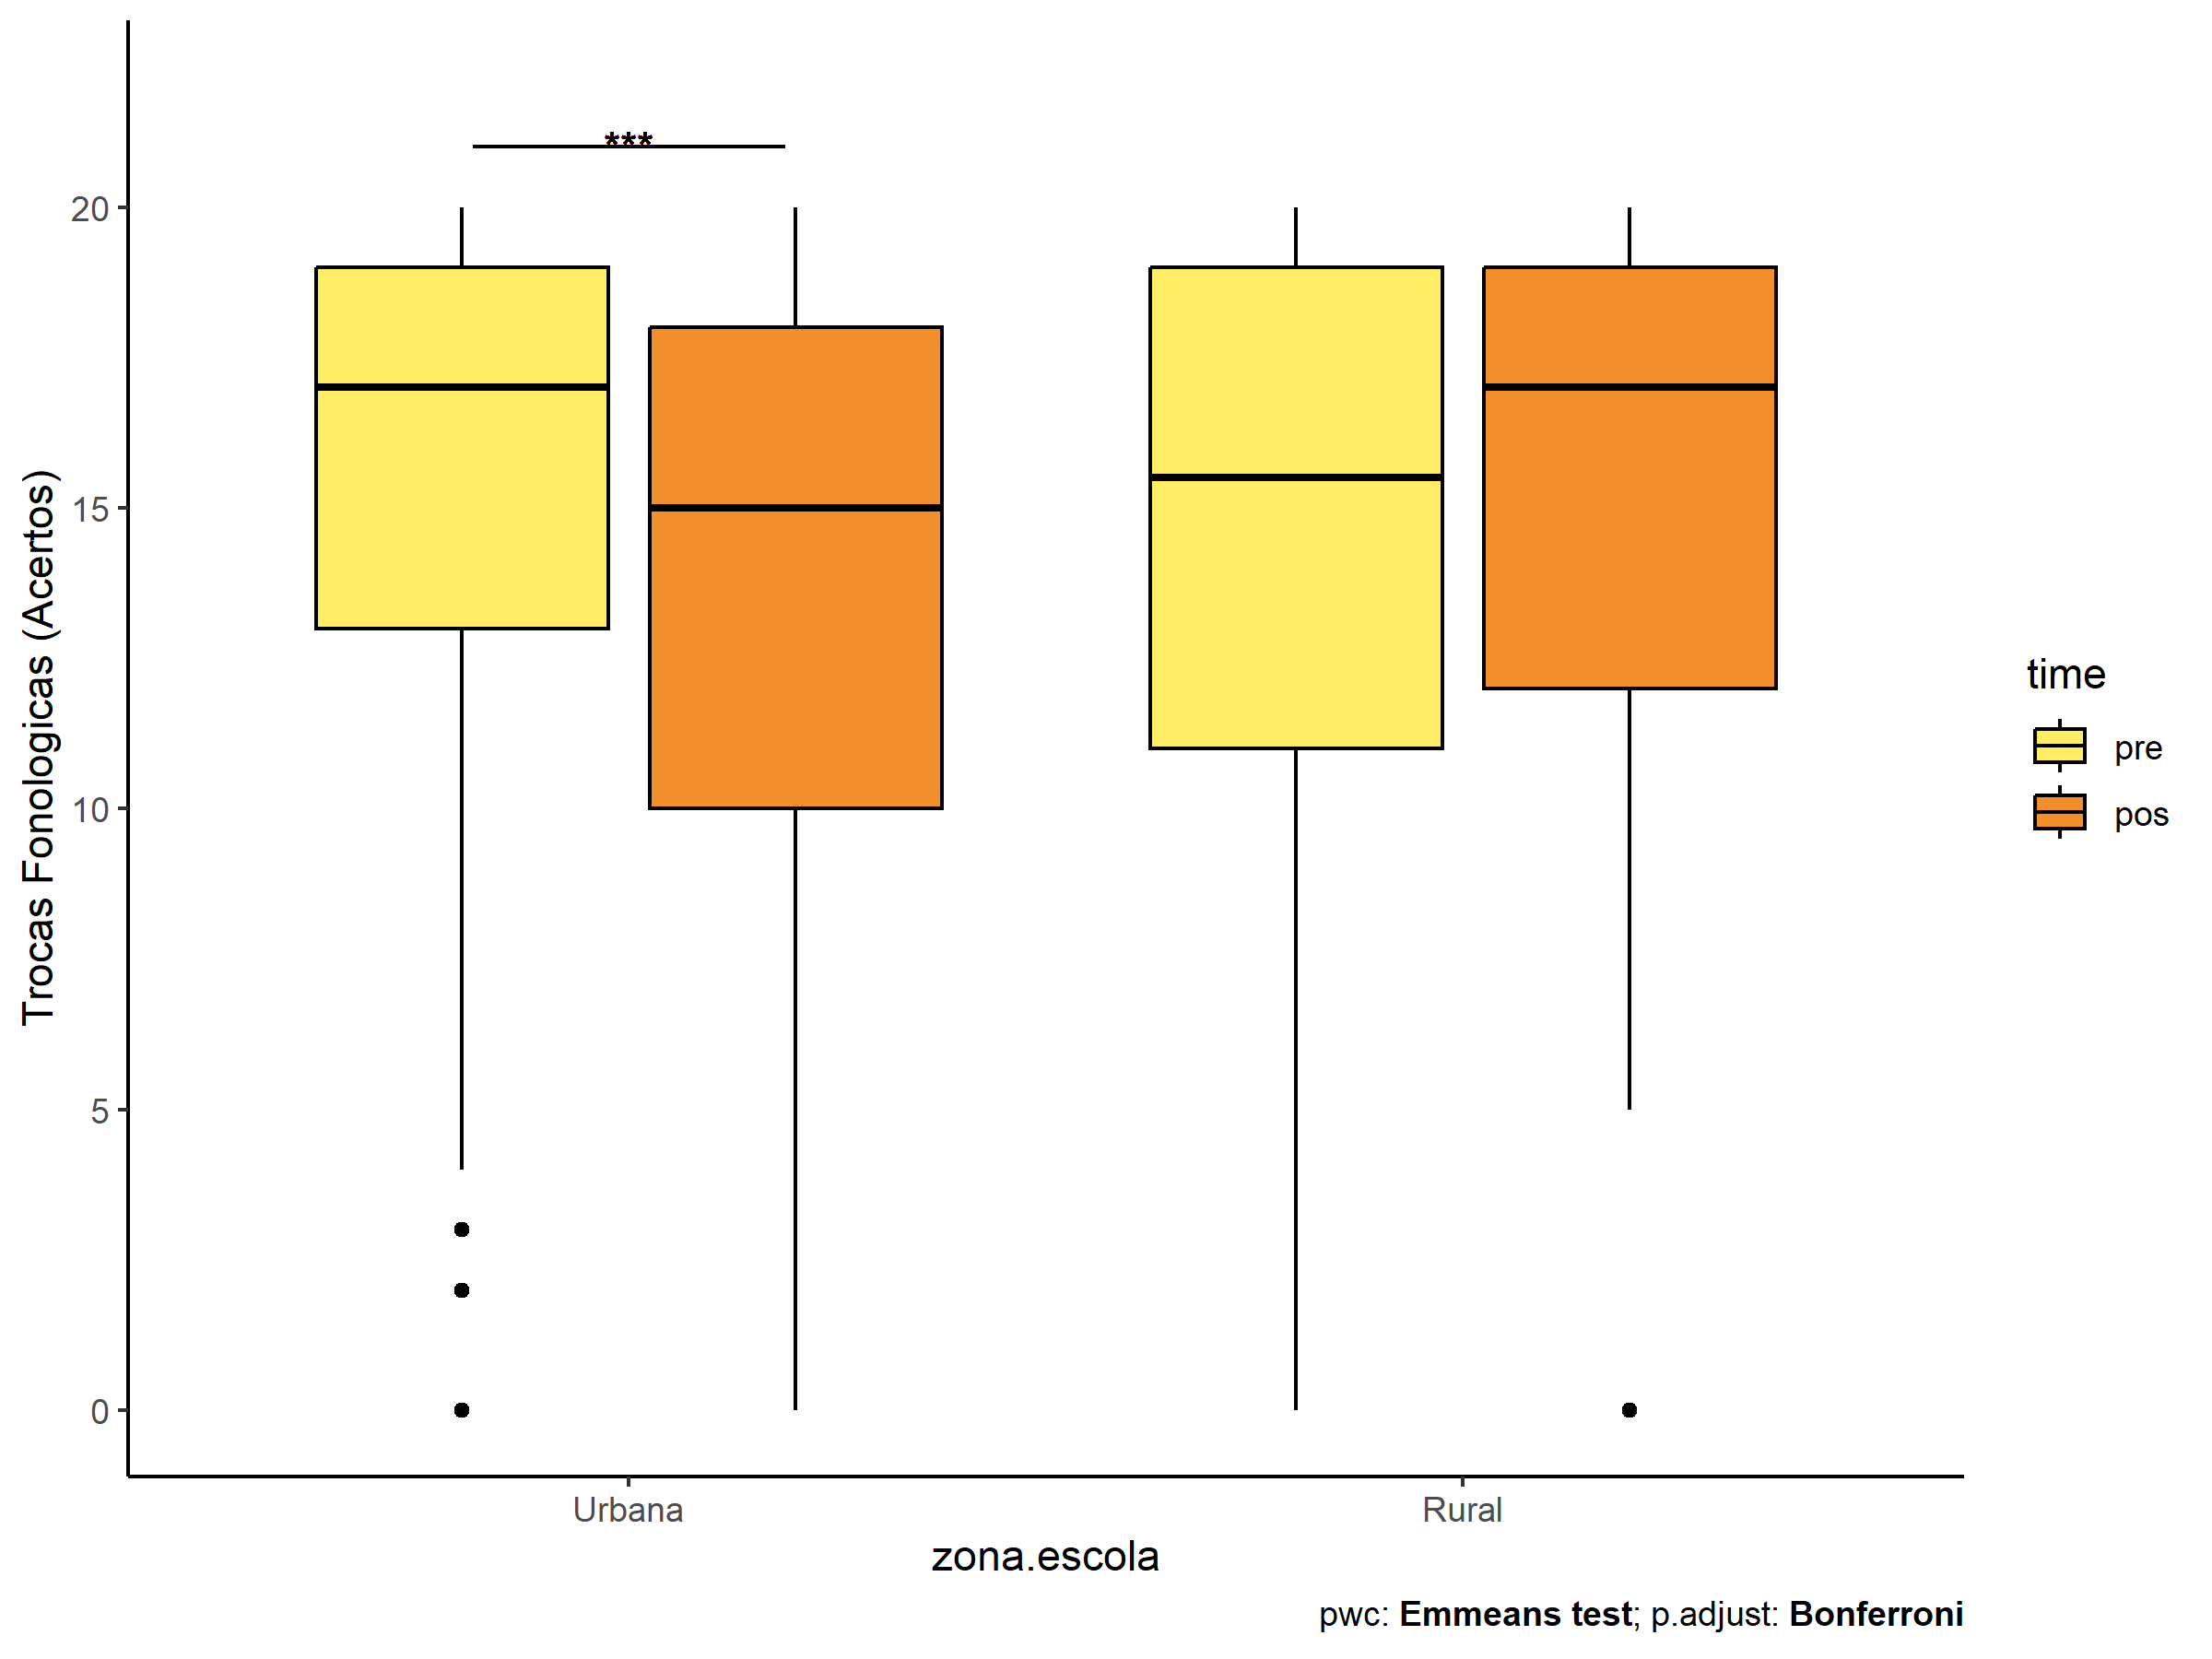 ***
20
15
10
5
0
Trocas Fonologicas (Acertos)
Urbana
Rural
zona.escola
time
pre
pos
pwc: Emmeans test; p.adjust: Bonferroni